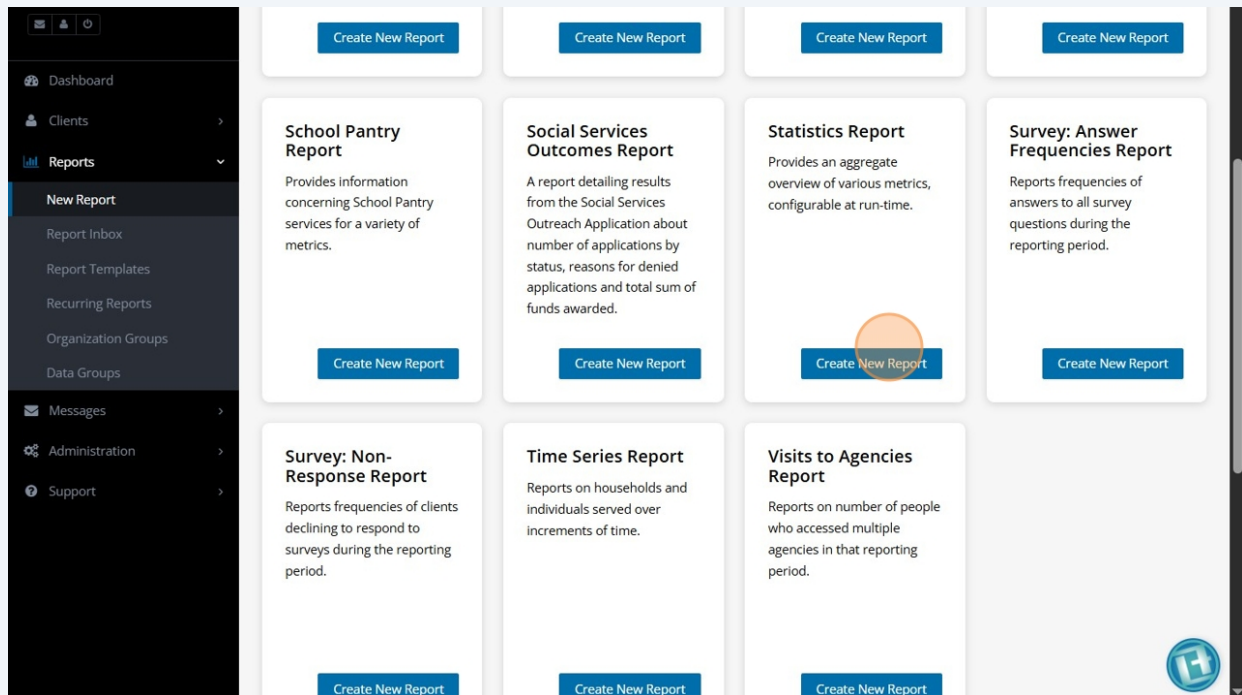 Dashboard
Clients
Reports
New Report
Report Inbox
Report Templates
Recurring Reports
Organization Groups
Data Groups
Messages
Administration
Support
Create New Report
Create New Report
Create New Report
Create New Report
School Pantry
Report
Provides information
concerning School Pantry
services for a variety of
metrics.
Create New Report
Social Services
Outcomes Report
A report detailing results
from the Social Services
Outreach Application about
number of applications by
status, reasons for denied
applications and total sum of
funds awarded.
Create New Report
Statistics Report
Provides an aggregate
overview of various metrics,
configurable at run-time.
Create New Report
Survey: Answer
Frequencies Report
Reports frequencies of
answers to all survey
questions during the
reporting period.
Create New Report
Survey: Non-
Response Report
Reports frequencies of clients
declining to respond to
surveys during the reporting
period.
Create New Report
Time Series Report
Reports on households and
individuals served over
increments of time.
Create New Report
Visits to Agencies
Report
Reports on number of people
who accessed multiple
agencies in that reporting
period.
Create New Report